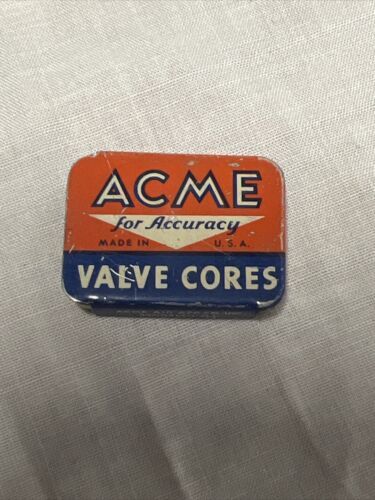 ACME
for Accuracy
MADE IN U.S.A.
VALVE CORES